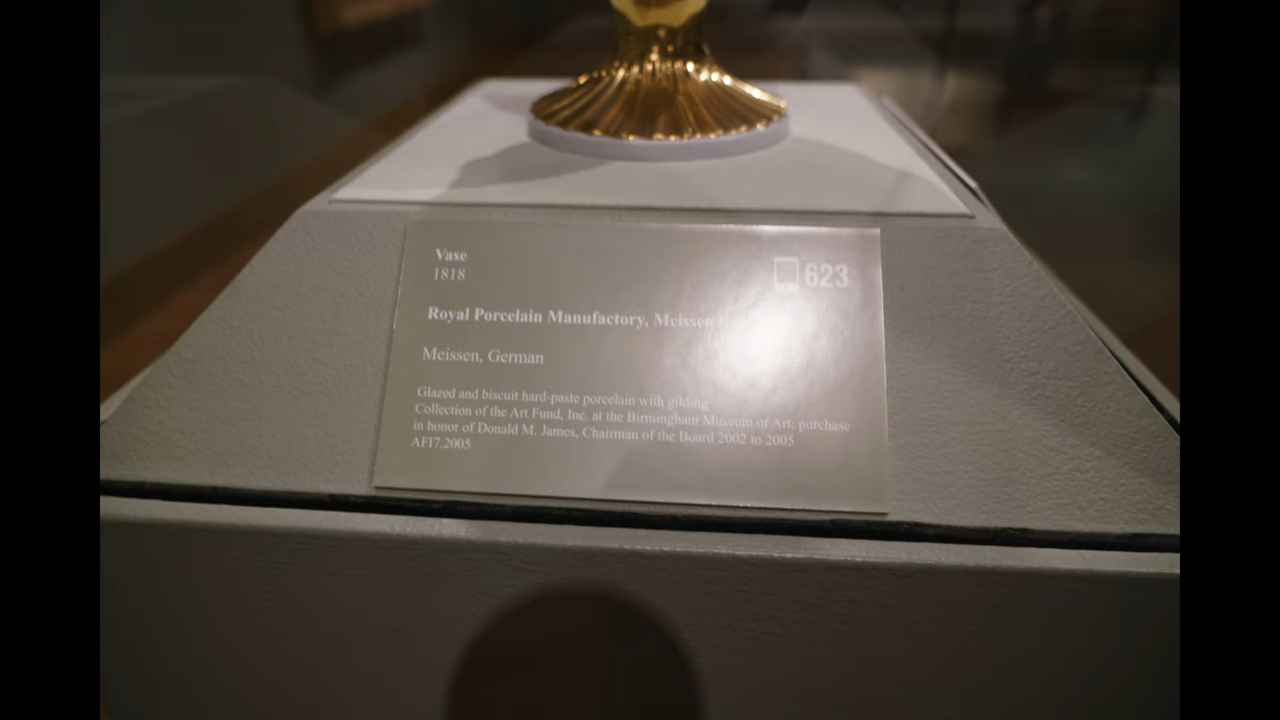 Vase
1818
623
Royal Porcelain Manufactory, Meissen
Meissen, German
Glazed and biscuit hard-paste porcelain with gilding
Collection of the Art Fund, Inc. at the Birmingham Museum of Art; purchase
in honor of Donald M. James, Chairman of the Board 2002 to 2005
AFI7.2005